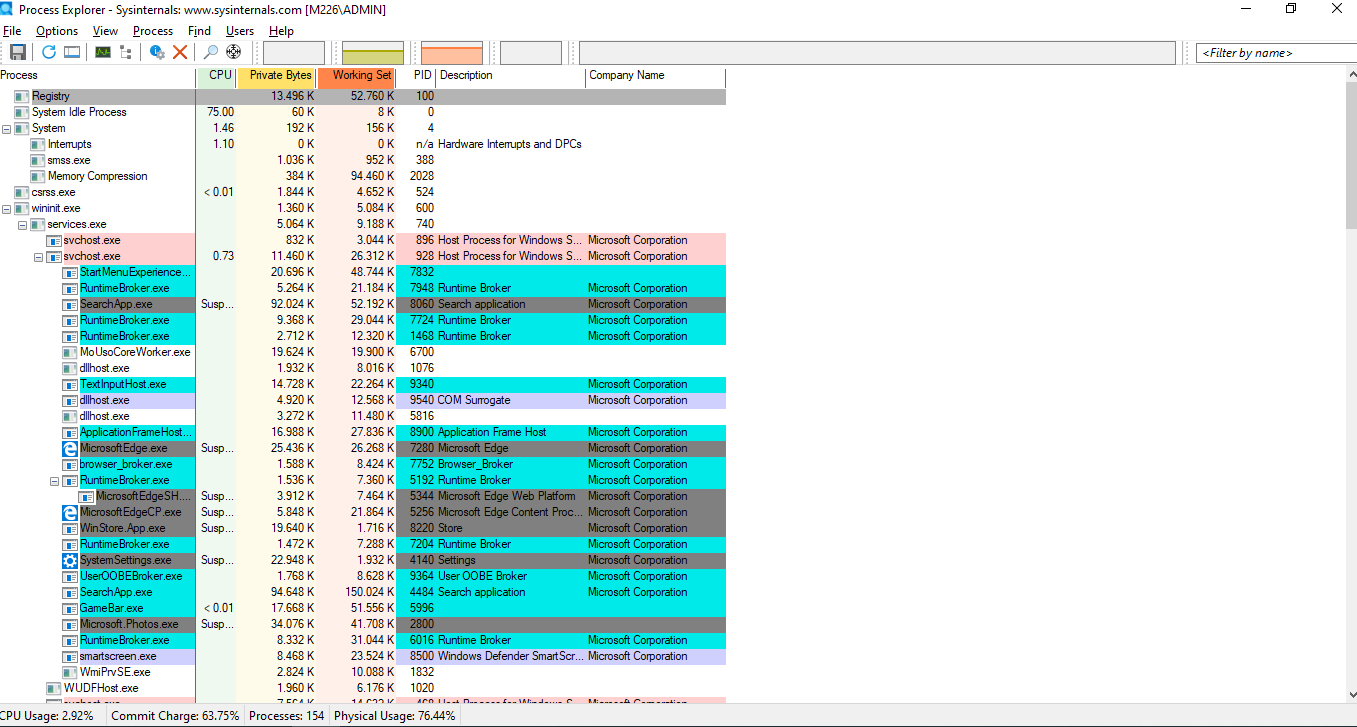 Process Explorer - Sysinternals: www.sysinternals.com [M226\ADMIN]
File Options View Process Find Users Help
<Filter by name>
Process CPU Private Bytes Working Set PID Description Company Name
Registry 13.496 K 52.760 K 100
System Idle Process 75.00 60 K 8 K 0
System 1.46 192 K 156 K 4
Interrupts 1.10 0 K 0 K n/a Hardware Interrupts and DPCs
smss.exe 1.036 K 952 K 388
Memory Compression 384 K 94.460 K 2028
csrss.exe < 0.01 1.844 K 4.652 K 524
wininit.exe 1.360 K 5.084 K 600
services.exe 5.064 K 9.188 K 740
svchost.exe 832 K 3.044 K 896 Host Process for Windows S... Microsoft Corporation
svchost.exe 0.73 11.460 K 26.312 K 928 Host Process for Windows S... Microsoft Corporation
StartMenuExperience... 20.696 K 48.744 K 7832
RuntimeBroker.exe 5.264 K 21.184 K 7948 Runtime Broker Microsoft Corporation
SearchApp.exe Susp... 92.024 K 52.192 K 8060 Search application Microsoft Corporation
RuntimeBroker.exe 9.368 K 29.044 K 7724 Runtime Broker Microsoft Corporation
RuntimeBroker.exe 2.712 K 12.320 K 1468 Runtime Broker Microsoft Corporation
MoUsoCoreWorker.exe 19.624 K 19.900 K 6700
dllhost.exe 1.932 K 8.016 K 1076
TextInputHost.exe 14.728 K 22.264 K 9340 Microsoft Corporation
dllhost.exe 4.920 K 12.568 K 9540 COM Surrogate Microsoft Corporation
dllhost.exe 3.272 K 11.480 K 5816
ApplicationFrameHost... 16.988 K 27.836 K 8900 Application Frame Host Microsoft Corporation
MicrosoftEdge.exe Susp... 25.436 K 26.268 K 7280 Microsoft Edge Microsoft Corporation
browser_broker.exe 1.588 K 8.424 K 7752 Browser_Broker Microsoft Corporation
RuntimeBroker.exe 1.536 K 7.360 K 5192 Runtime Broker Microsoft Corporation
MicrosoftEdgeSH.... Susp... 3.912 K 7.464 K 5344 Microsoft Edge Web Platform Microsoft Corporation
MicrosoftEdgeCP.exe Susp... 5.848 K 21.864 K 5256 Microsoft Edge Content Proc... Microsoft Corporation
WinStore.App.exe Susp... 19.640 K 1.716 K 8220 Store Microsoft Corporation
RuntimeBroker.exe 1.472 K 7.288 K 7204 Runtime Broker Microsoft Corporation
SystemSettings.exe Susp... 22.948 K 1.932 K 4140 Settings Microsoft Corporation
UserOOBEBroker.exe 1.768 K 8.628 K 9364 User OOBE Broker Microsoft Corporation
SearchApp.exe 94.648 K 150.024 K 4484 Search application Microsoft Corporation
GameBar.exe < 0.01 17.668 K 51.556 K 5996
Microsoft.Photos.exe Susp... 34.076 K 41.708 K 2800
RuntimeBroker.exe 8.332 K 31.044 K 6016 Runtime Broker Microsoft Corporation
smartscreen.exe 8.468 K 23.524 K 8500 Windows Defender SmartScr... Microsoft Corporation
WmiPrvSE.exe 2.824 K 10.088 K 1832
WUDFHost.exe 1.960 K 6.176 K 1020
CPU Usage: 2.92% Commit Charge: 63.75% Processes: 154 Physical Usage: 76.44%